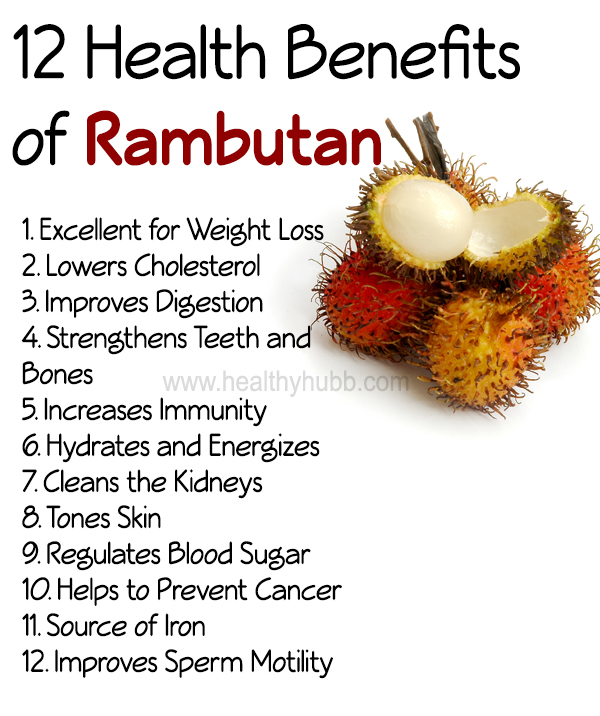 12 Health Benefits
of Rambutan
1. Excellent for Weight Loss
2. Lowers Cholesterol
3. Improves Digestion
4. Strengthens Teeth and
Bones
www.healthyhubb.com
5. Increases Immunity
6. Hydrates and Energizes
7. Cleans the Kidneys
8. Tones Skin
9. Regulates Blood Sugar
10. Helps to Prevent Cancer
11. Source of Iron
12. Improves Sperm Motility